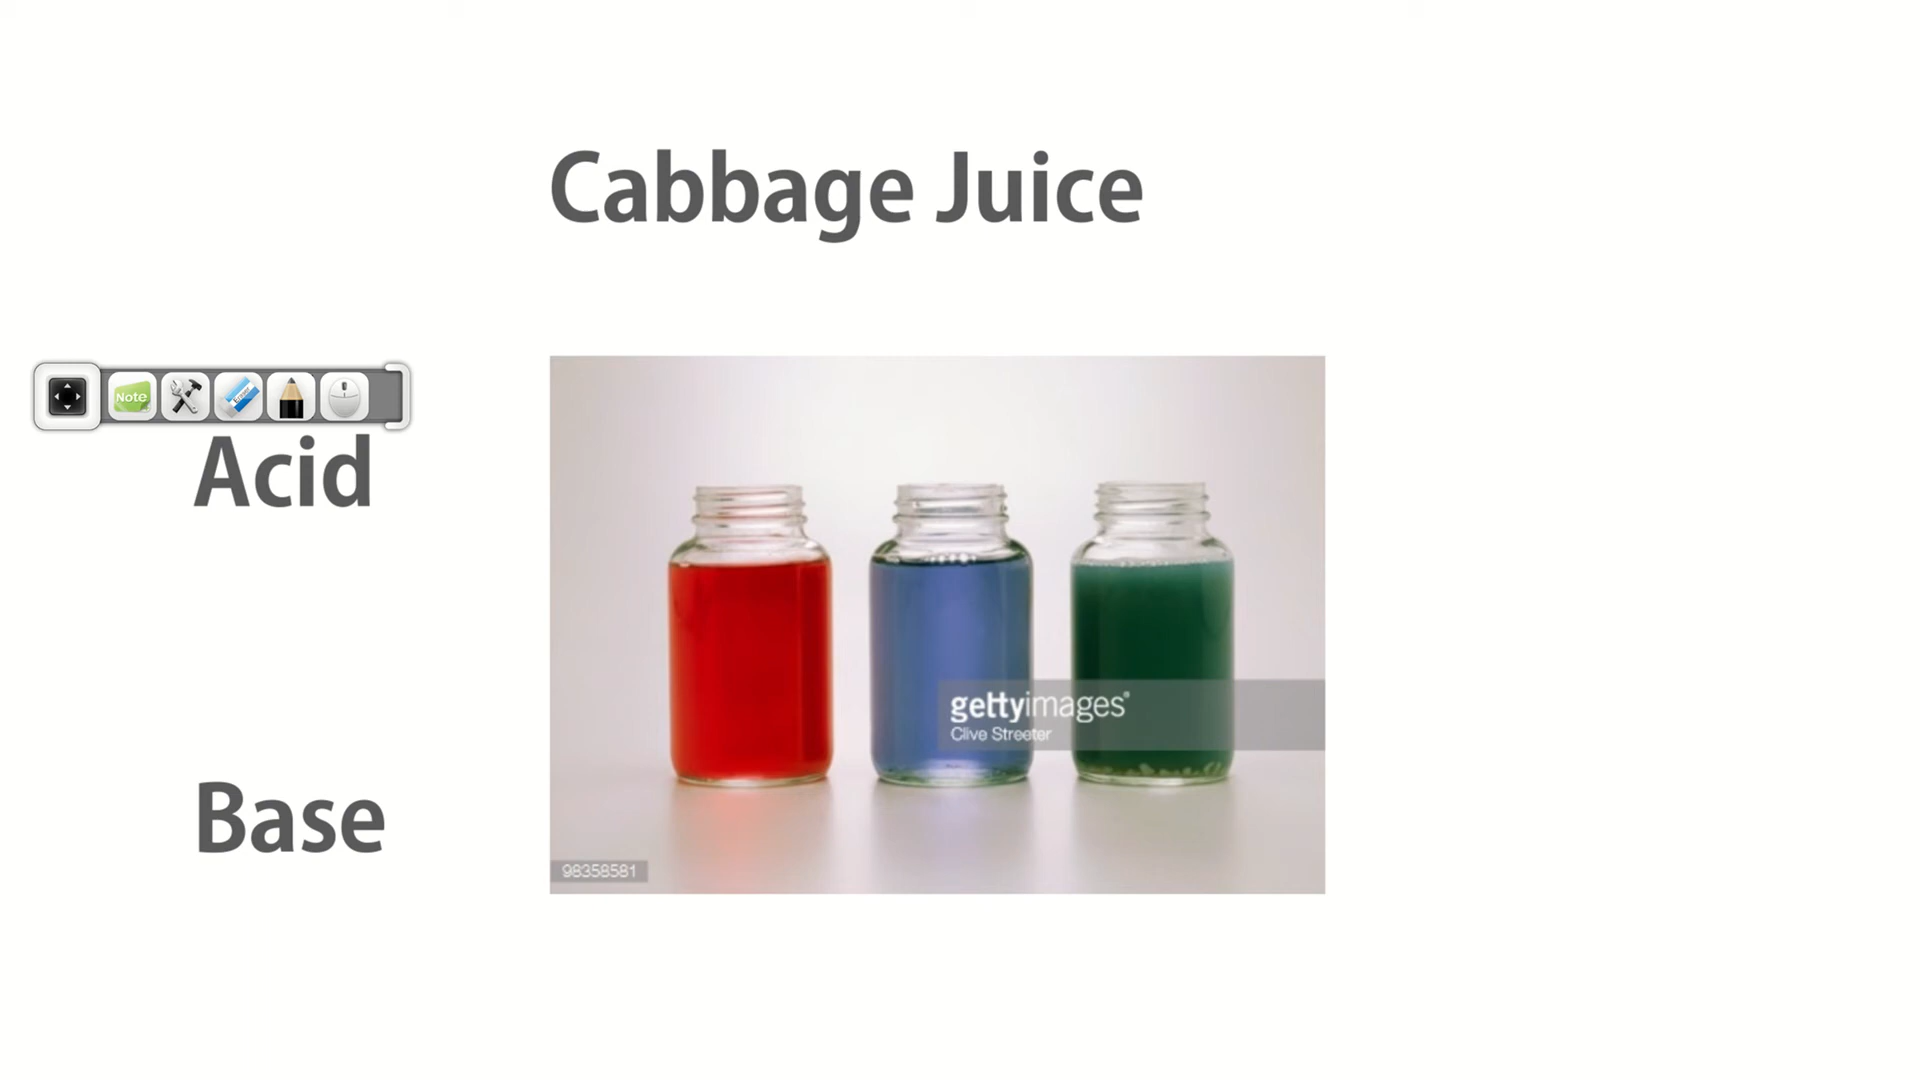 Cabbage Juice
Note
Acid
gettyimages®
Clive Streeter
Base
98358581